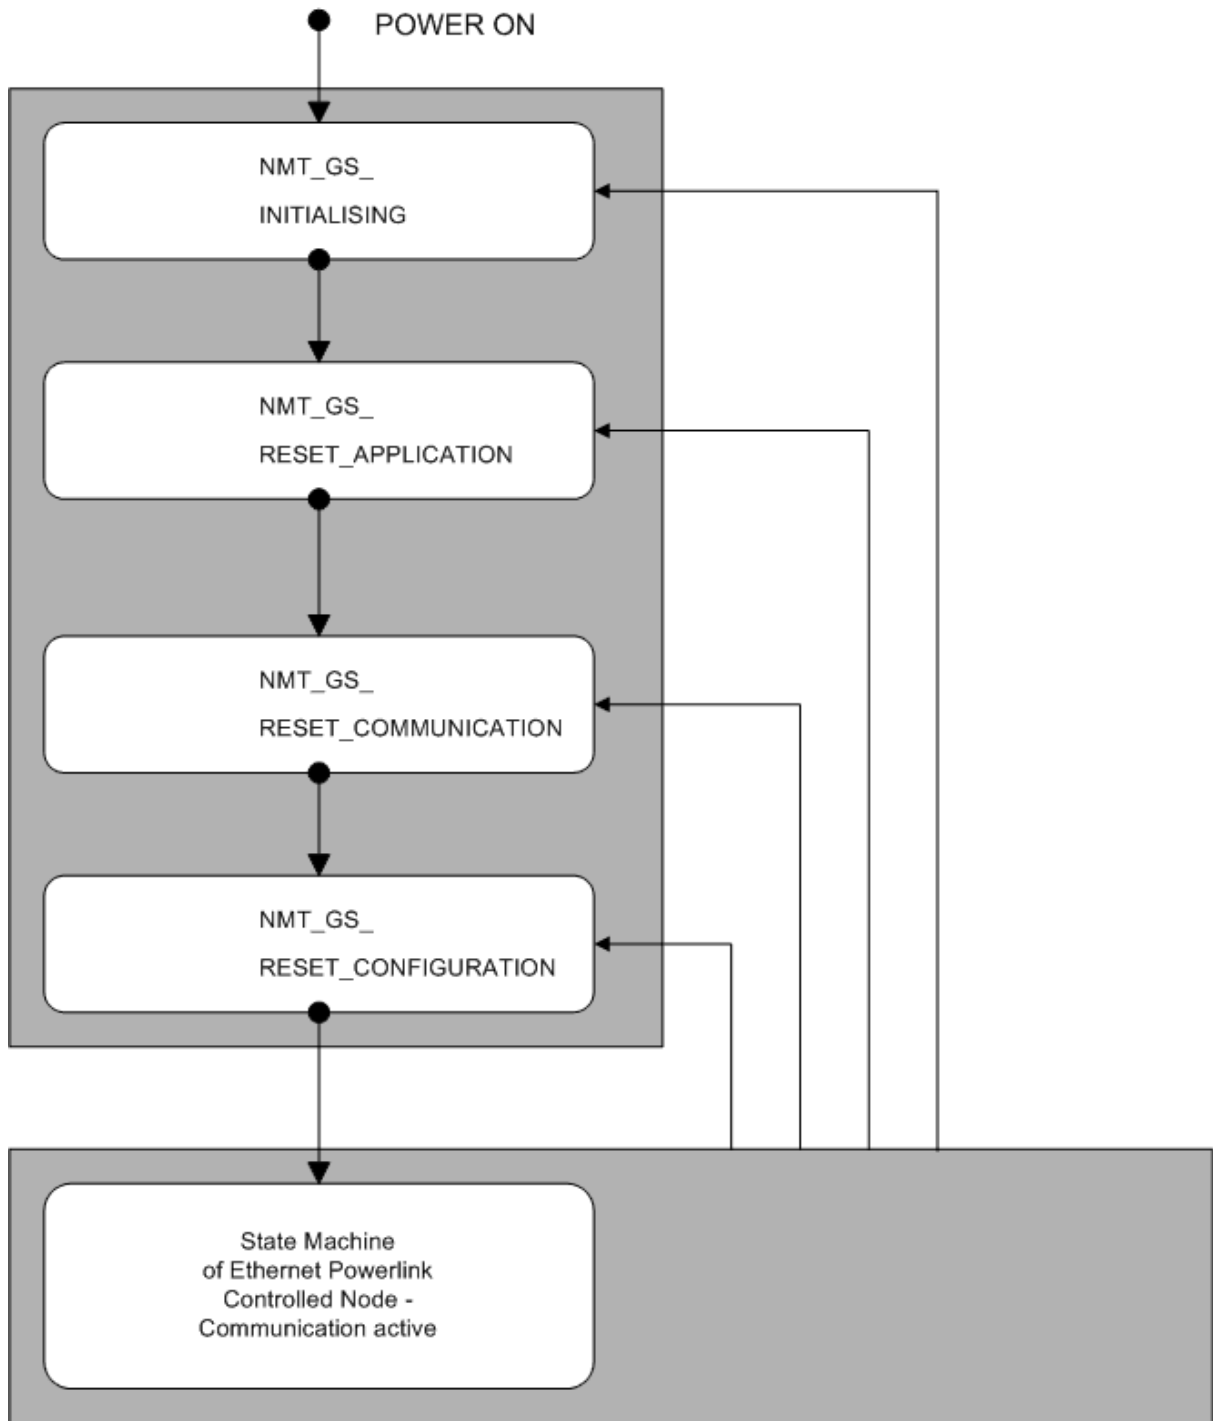 POWER ON
NMT_GS_
INITIALISING
NMT_GS_
RESET_APPLICATION
NMT_GS_
RESET_COMMUNICATION
NMT_GS_
RESET_CONFIGURATION
State Machine
of Ethernet Powerlink
Controlled Node -
Communication active